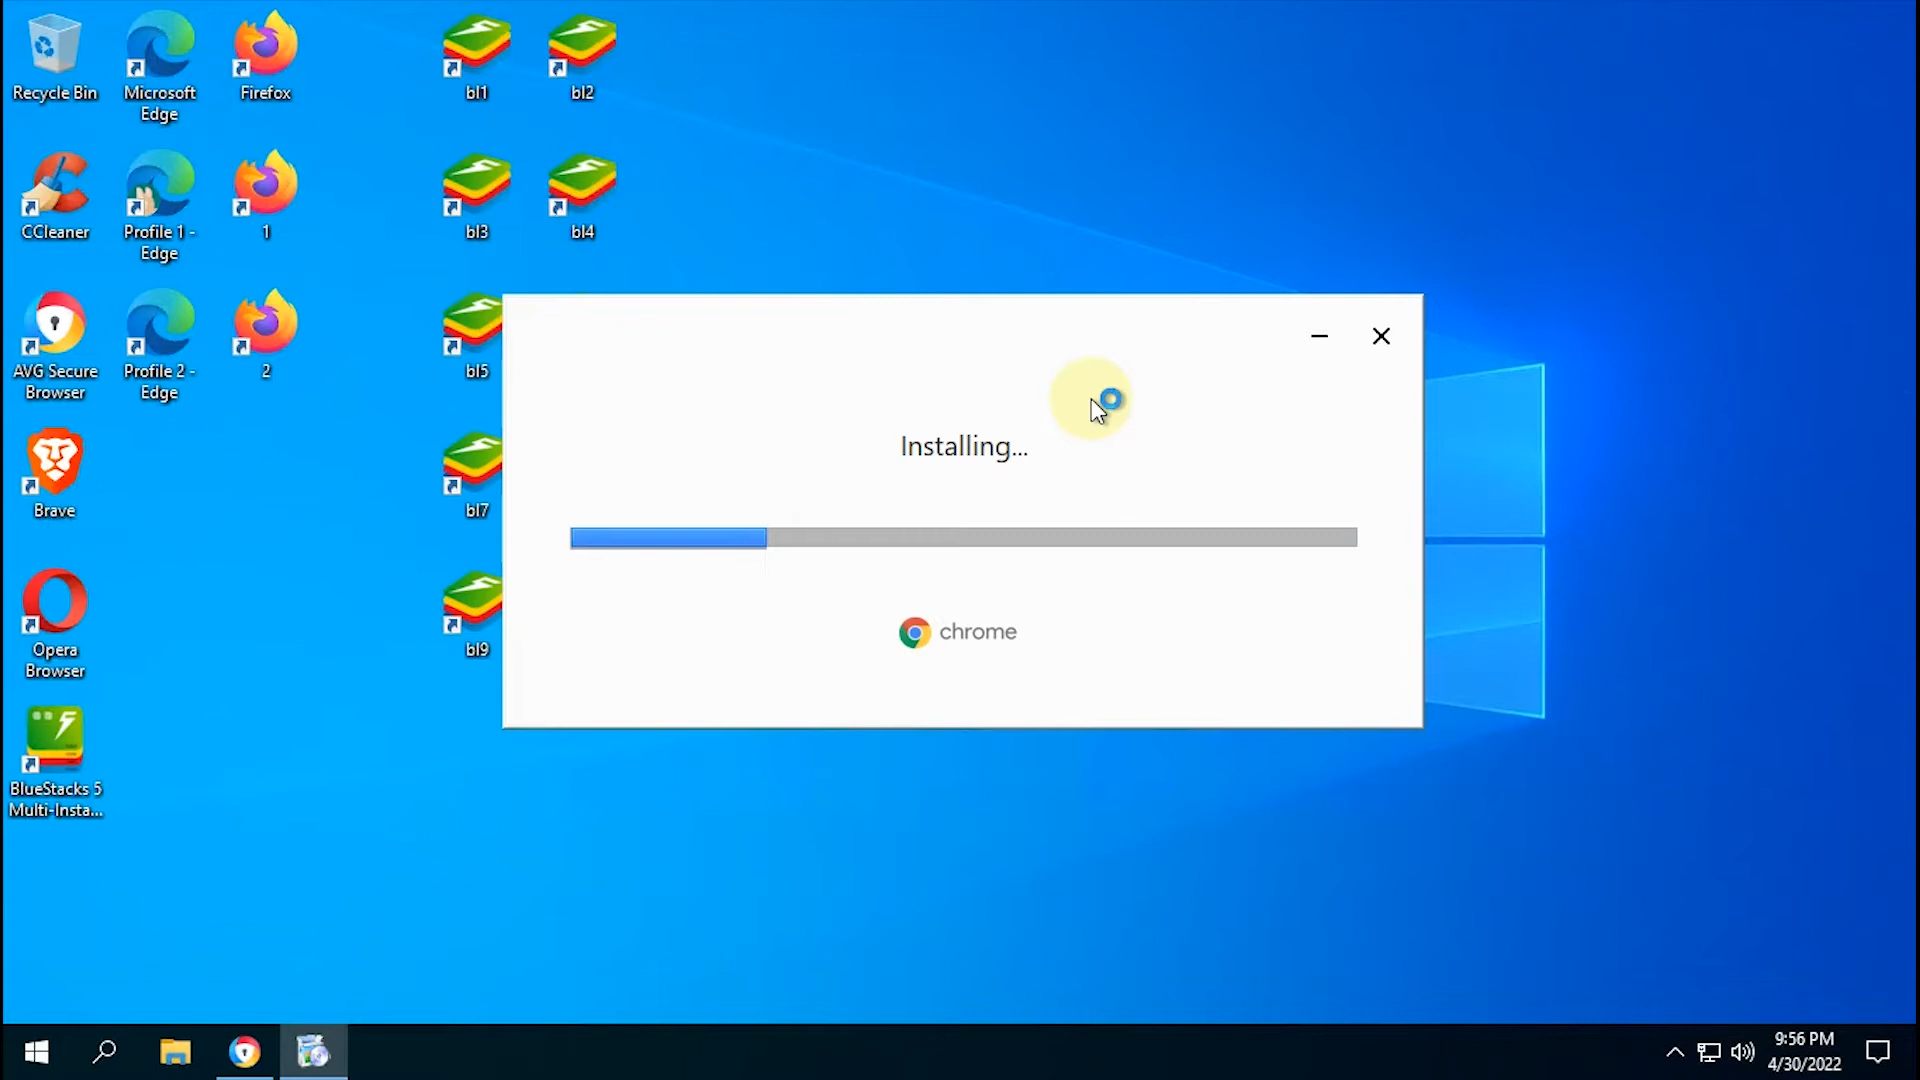 Recycle Bin
Microsoft
Edge
Firefox
bl1
bl2
CCleaner
Profile 1 -
Edge
1
bl3
bl4
AVG Secure
Browser
Profile 2 -
Edge
2
bl5
Brave
bl7
Opera
Browser
bl9
BlueStacks 5
Multi-Insta...
Installing...
chrome
9:56 PM
4/30/2022